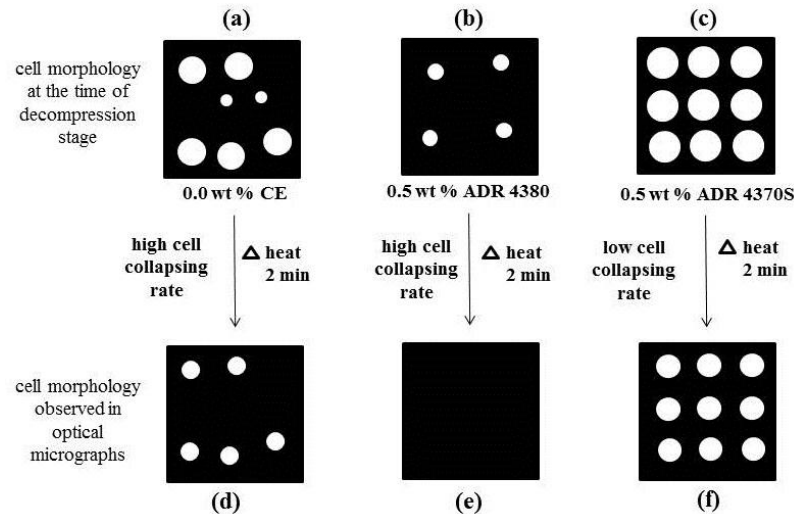 (a)
(b)
(c)
cell morphology
at the time of
decompression
stage
0.0 wt % CE
0.5 wt % ADR 4380
0.5 wt % ADR 4370S
high cell
collapsing
rate
Δ heat
2 min
high cell
collapsing
rate
Δ heat
2 min
low cell
collapsing
rate
Δ heat
2 min
cell morphology
observed in
optical
micrographs
(d)
(e)
(f)